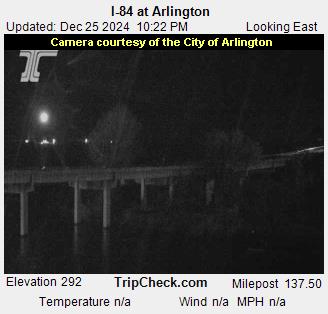 I-84 at Arlington
Updated: Dec 25 2024 10:22 PM Looking East
Camera courtesy of the City of Arlington
Elevation 292 TripCheck.com Milepost 137.50
Temperature n/a Wind n/a MPH n/a